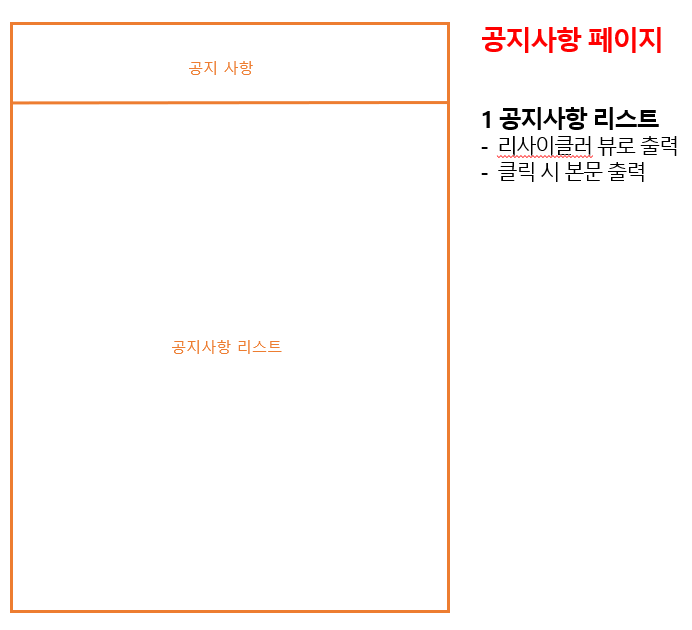 공지 사항
공지사항 리스트
공지사항 페이지
1 공지사항 리스트
- 리사이클러 뷰로 출력
- 클릭 시 본문 출력